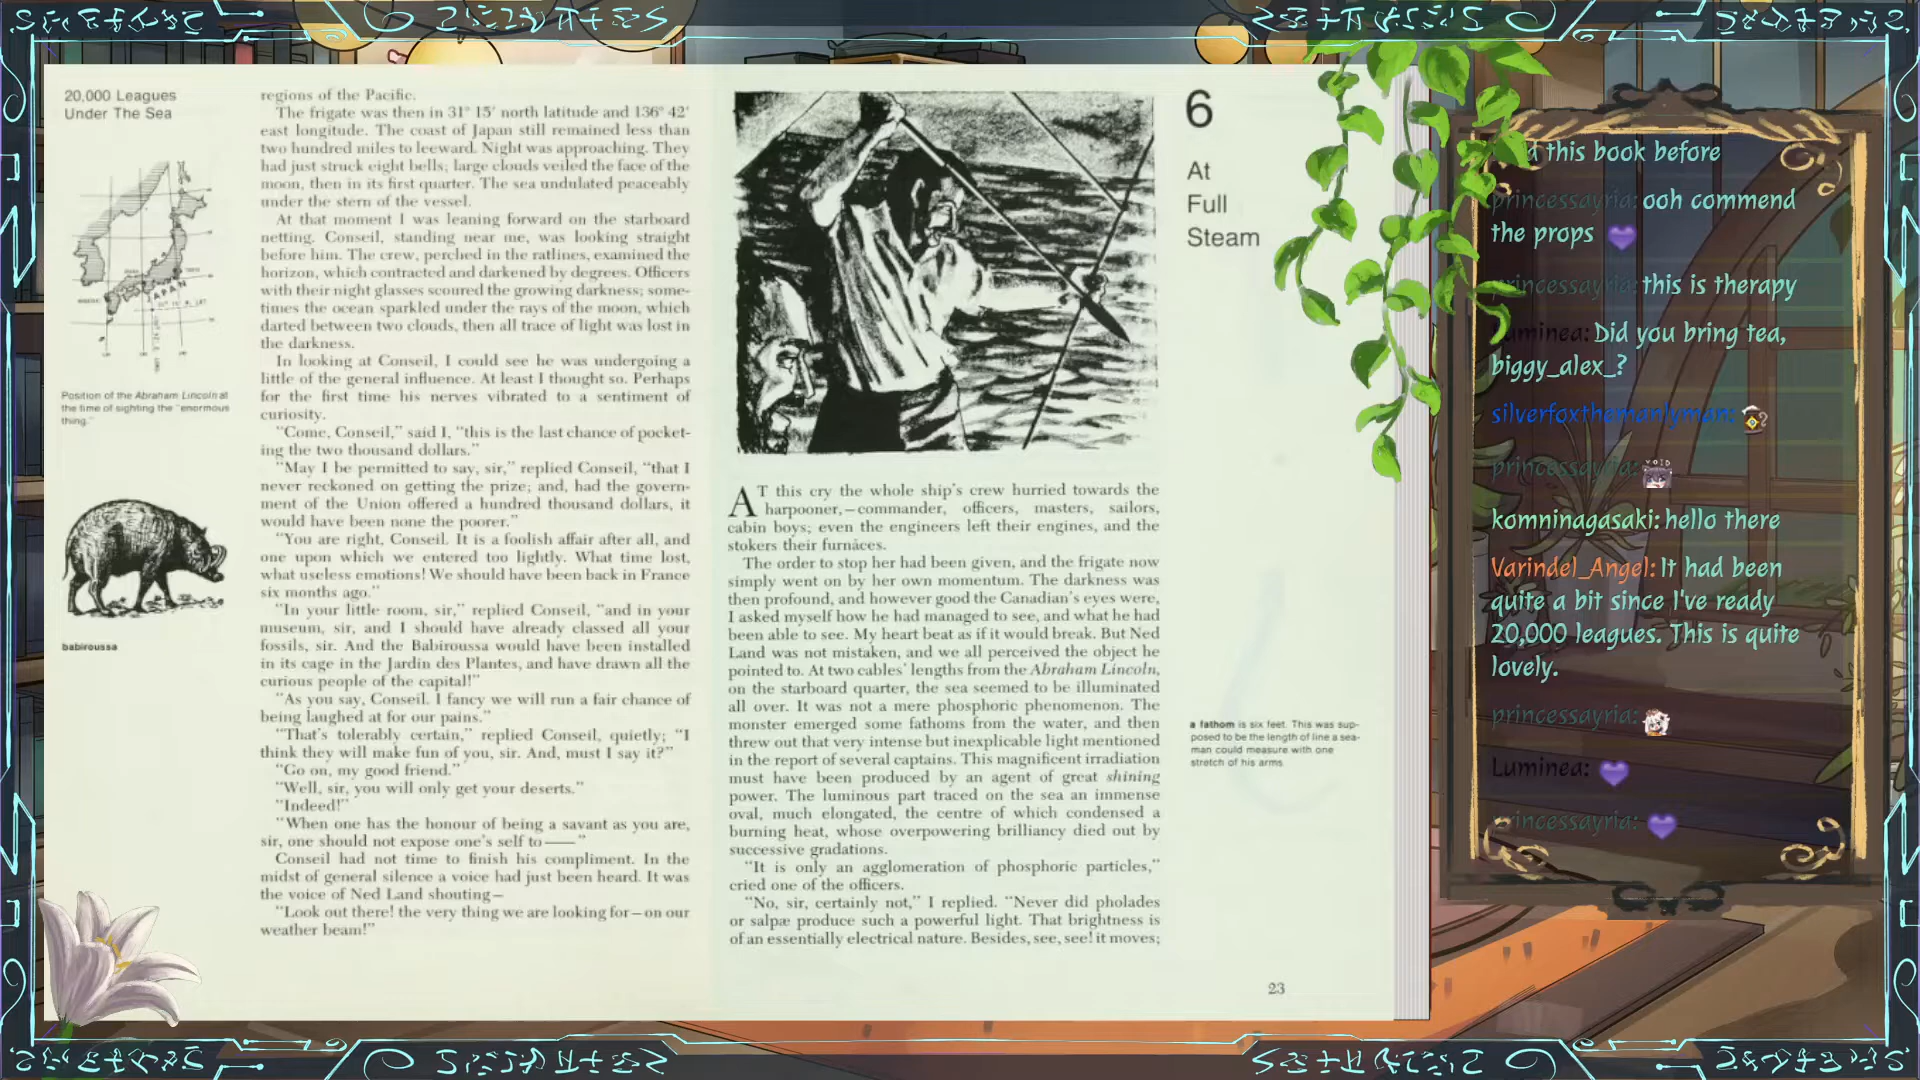 20,000 Leagues
Under The Sea
Position of the Abraham Lincoln at
the time of sighting the "enormous
thing."
babiroussa
regions of the Pacific.
The frigate was then in 31° 15′ north latitude and 136° 42′
east longitude. The coast of Japan still remained less than
two hundred miles to leeward. Night was approaching. They
had just struck eight bells; large clouds veiled the face of the
moon, then in its first quarter. The sea undulated peaceably
under the stern of the vessel.
At that moment I was leaning forward on the starboard
netting. Conseil, standing near me, was looking straight
before him. The crew, perched in the ratlines, examined the
horizon, which contracted and darkened by degrees. Officers
with their night glasses scoured the growing darkness; some-
times the ocean sparkled under the rays of the moon, which
darted between two clouds, then all trace of light was lost in
the darkness.
In looking at Conseil, I could see he was undergoing a
little of the general influence. At least I thought so. Perhaps
for the first time his nerves vibrated to a sentiment of
curiosity.
"Come, Conseil," said I, "this is the last chance of pocket-
ing the two thousand dollars."
"May I be permitted to say, sir," replied Conseil, "that I
never reckoned on getting the prize; and, had the govern-
ment of the Union offered a hundred thousand dollars, it
would have been none the poorer."
"You are right, Conseil. It is a foolish affair after all, and
one upon which we entered too lightly. What time lost,
what useless emotions! We should have been back in France
six months ago."
"In your little room, sir," replied Conseil, "and in your
museum, sir, and I should have already classed all your
fossils, sir. And the Babiroussa would have been installed
in its cage in the Jardin des Plantes, and have drawn all the
curious people of the capital!"
"As you say, Conseil. I fancy we will run a fair chance of
being laughed at for our pains."
"That's tolerably certain," replied Conseil, quietly; "I
think they will make fun of you, sir. And, must I say it?"
"Go on, my good friend."
"Well, sir, you will only get your deserts."
"Indeed!"
"When one has the honour of being a savant as you are,
sir, one should not expose one's self to——"
Conseil had not time to finish his compliment. In the
midst of general silence a voice had just been heard. It was
the voice of Ned Land shouting—
"Look out there! the very thing we are looking for—on our
weather beam!"
6
At
Full
Steam
AT this cry the whole ship's crew hurried towards the
harpooner,—commander, officers, masters, sailors,
cabin boys; even the engineers left their engines, and the
stokers their furnaces.
The order to stop her had been given, and the frigate now
simply went on by her own momentum. The darkness was
then profound, and however good the Canadian's eyes were,
I asked myself how he had managed to see, and what he had
been able to see. My heart beat as if it would break. But Ned
Land was not mistaken, and we all perceived the object he
pointed to. At two cables' lengths from the Abraham Lincoln,
on the starboard quarter, the sea seemed to be illuminated
all over. It was not a mere phosphoric phenomenon. The
monster emerged some fathoms from the water, and then
threw out that very intense but inexplicable light mentioned
in the report of several captains. This magnificent irradiation
must have been produced by an agent of great shining
power. The luminous part traced on the sea an immense
oval, much elongated, the centre of which condensed a
burning heat, whose overpowering brilliancy died out by
successive gradations.
"It is only an agglomeration of phosphoric particles,"
cried one of the officers.
"No, sir, certainly not," I replied. "Never did pholades
or salpæ produce such a powerful light. That brightness is
of an essentially electrical nature. Besides, see, see! it moves;
a fathom is six feet. This was sup-
posed to be the length of line a sea-
man could measure with one
stretch of his arms.
23
this book before
princessayria: ooh commend
the props
princessayria: this is therapy
Luminea: Did you bring tea,
biggy_alex_?
silverfoxthemanlyman:
princessayria:
komninagasaki: hello there
Varindel_Angel: It had been
quite a bit since I've ready
20,000 leagues. This is quite
lovely.
princessayria:
Luminea:
princessayria: